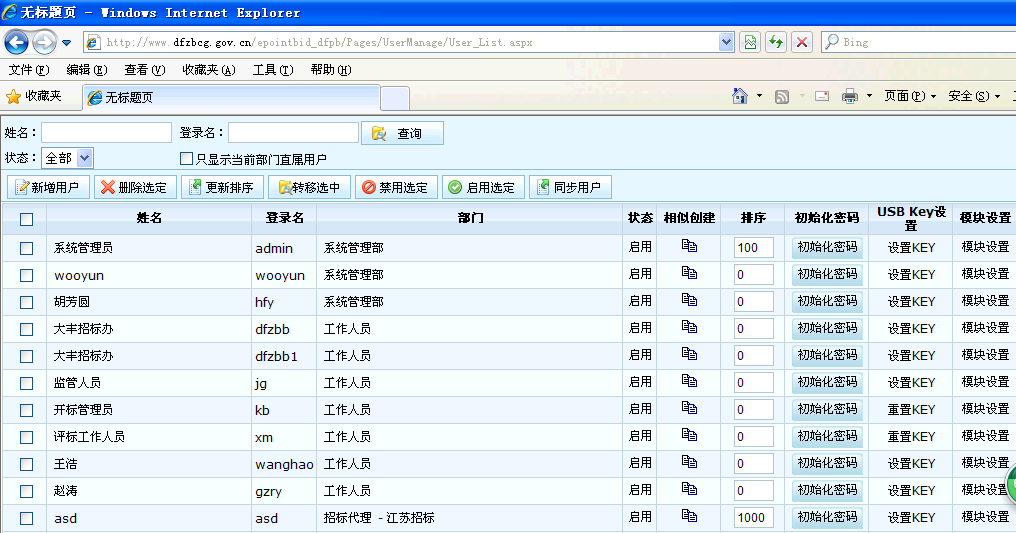 无标题页 - Windows Internet Explorer
http://www.dfzbcg.gov.cn/epointbid_dfpb/Pages/UserManage/User_List.aspx Bing
文件(F) 编辑(E) 查看(V) 收藏夹(A) 工具(T) 帮助(H)
收藏夹 无标题页 页面(P) 安全(S)
姓名： 登录名： 查询
状态： 全部 只显示当前部门直属用户
新增用户 删除选定 更新排序 转移选中 禁用选定 启用选定 同步用户
姓名 登录名 部门 状态 相似创建 排序 初始化密码 USB Key设置 模块设置
系统管理员 admin 系统管理部 启用 100 初始化密码 设置KEY 模块设置
wooyun wooyun 系统管理部 启用 0 初始化密码 设置KEY 模块设置
胡芳圆 hfy 系统管理部 启用 0 初始化密码 设置KEY 模块设置
大丰招标办 dfzbb 工作人员 启用 0 初始化密码 设置KEY 模块设置
大丰招标办 dfzbb1 工作人员 启用 0 初始化密码 设置KEY 模块设置
监管人员 jg 工作人员 启用 0 初始化密码 设置KEY 模块设置
开标管理员 kb 工作人员 启用 0 初始化密码 重置KEY 模块设置
评标工作人员 xm 工作人员 启用 0 初始化密码 重置KEY 模块设置
王浩 wanghao 工作人员 启用 0 初始化密码 设置KEY 模块设置
赵涛 gzry 工作人员 启用 0 初始化密码 设置KEY 模块设置
asd asd 招标代理 - 江苏招标 启用 1000 初始化密码 设置KEY 模块设置